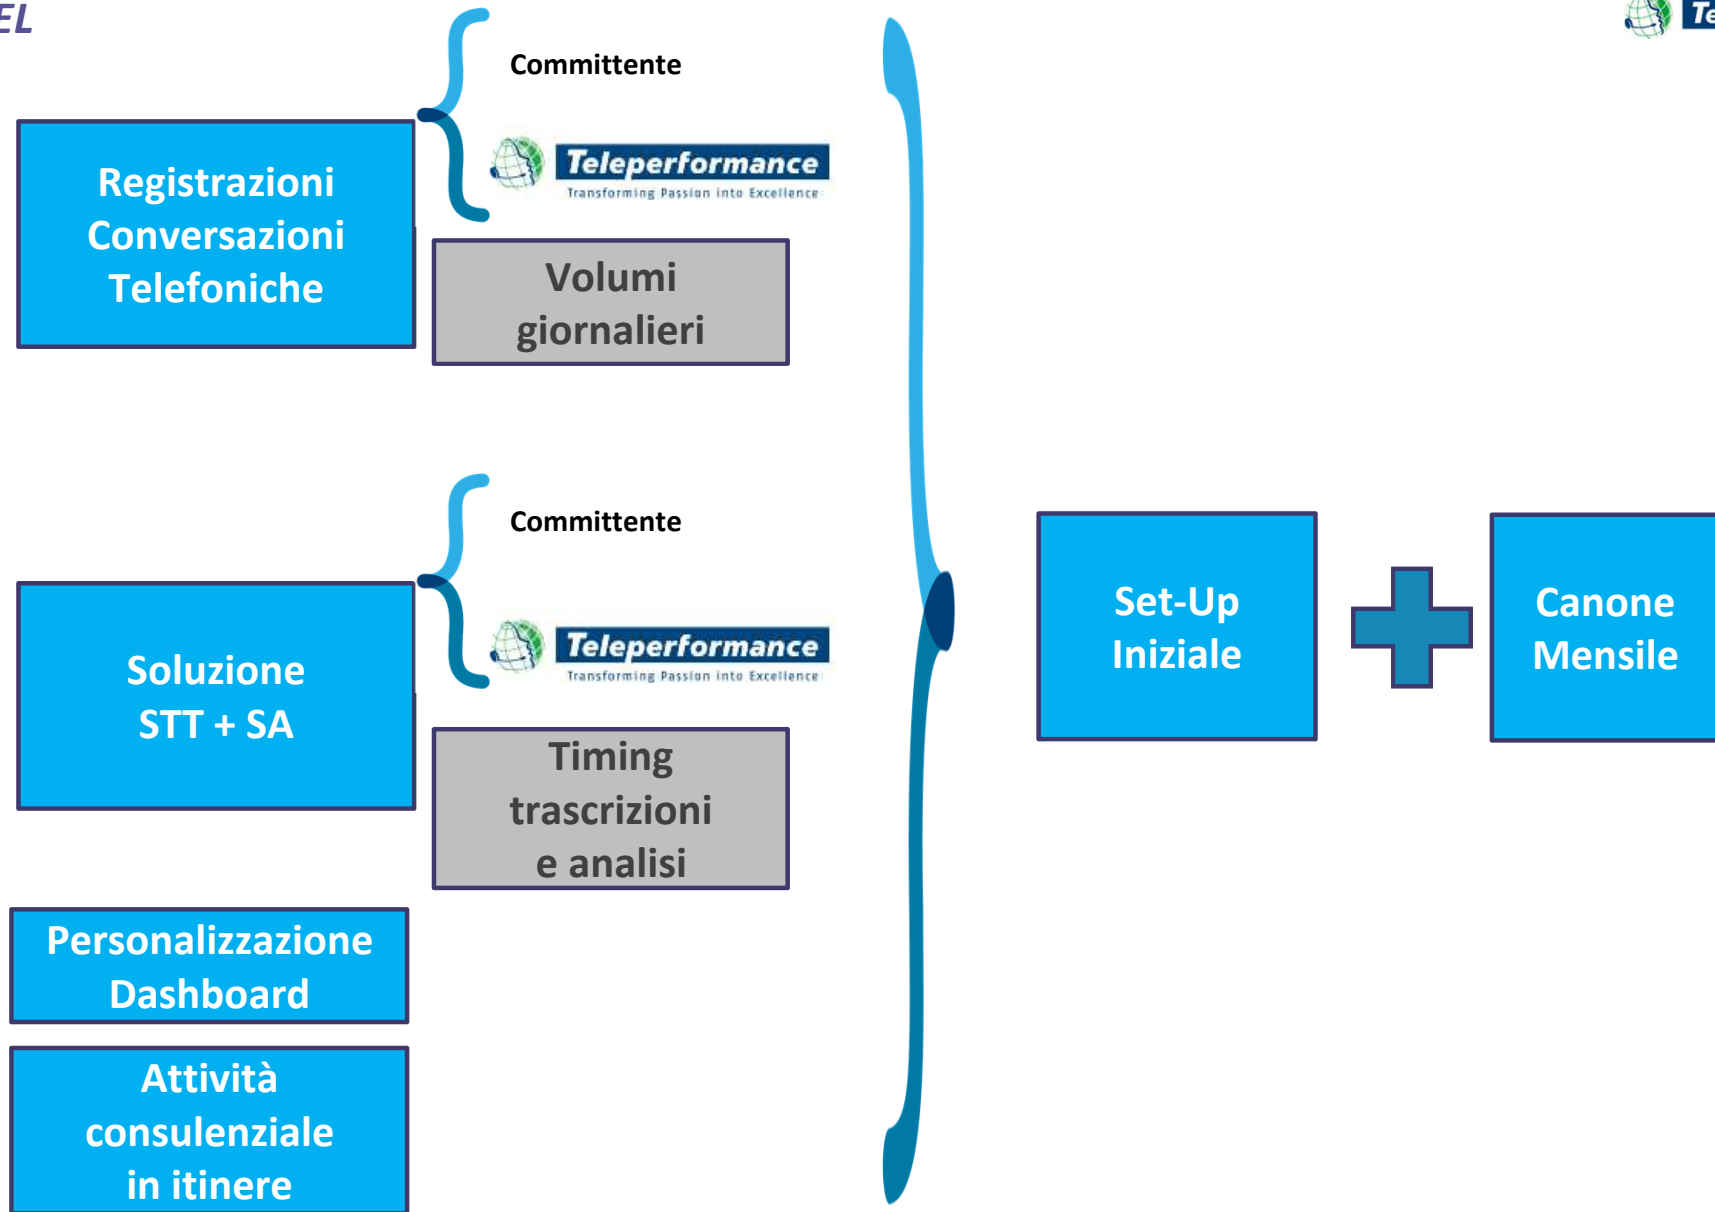 EL
Te
Committente
Teleperformance
Transforming Passion into Excellence
Registrazioni
Conversazioni
Telefoniche
Volumi
giornalieri
Committente
Teleperformance
Transforming Passion into Excellence
Soluzione
STT + SA
Timing
trascrizioni
e analisi
Personalizzazione
Dashboard
Attività
consulenziale
in itinere
Set-Up
Iniziale
Canone
Mensile